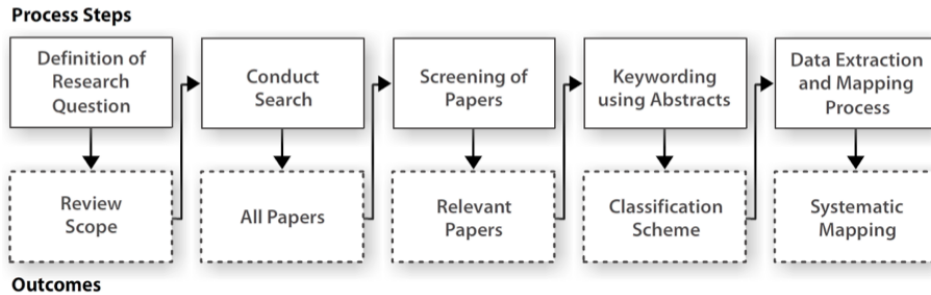 Process Steps
Definition of
Research
Question
Conduct
Search
Screening of
Papers
Keywording
using Abstracts
Data Extraction
and Mapping
Process
Review
Scope
All Papers
Relevant
Papers
Classification
Scheme
Systematic
Mapping
Outcomes